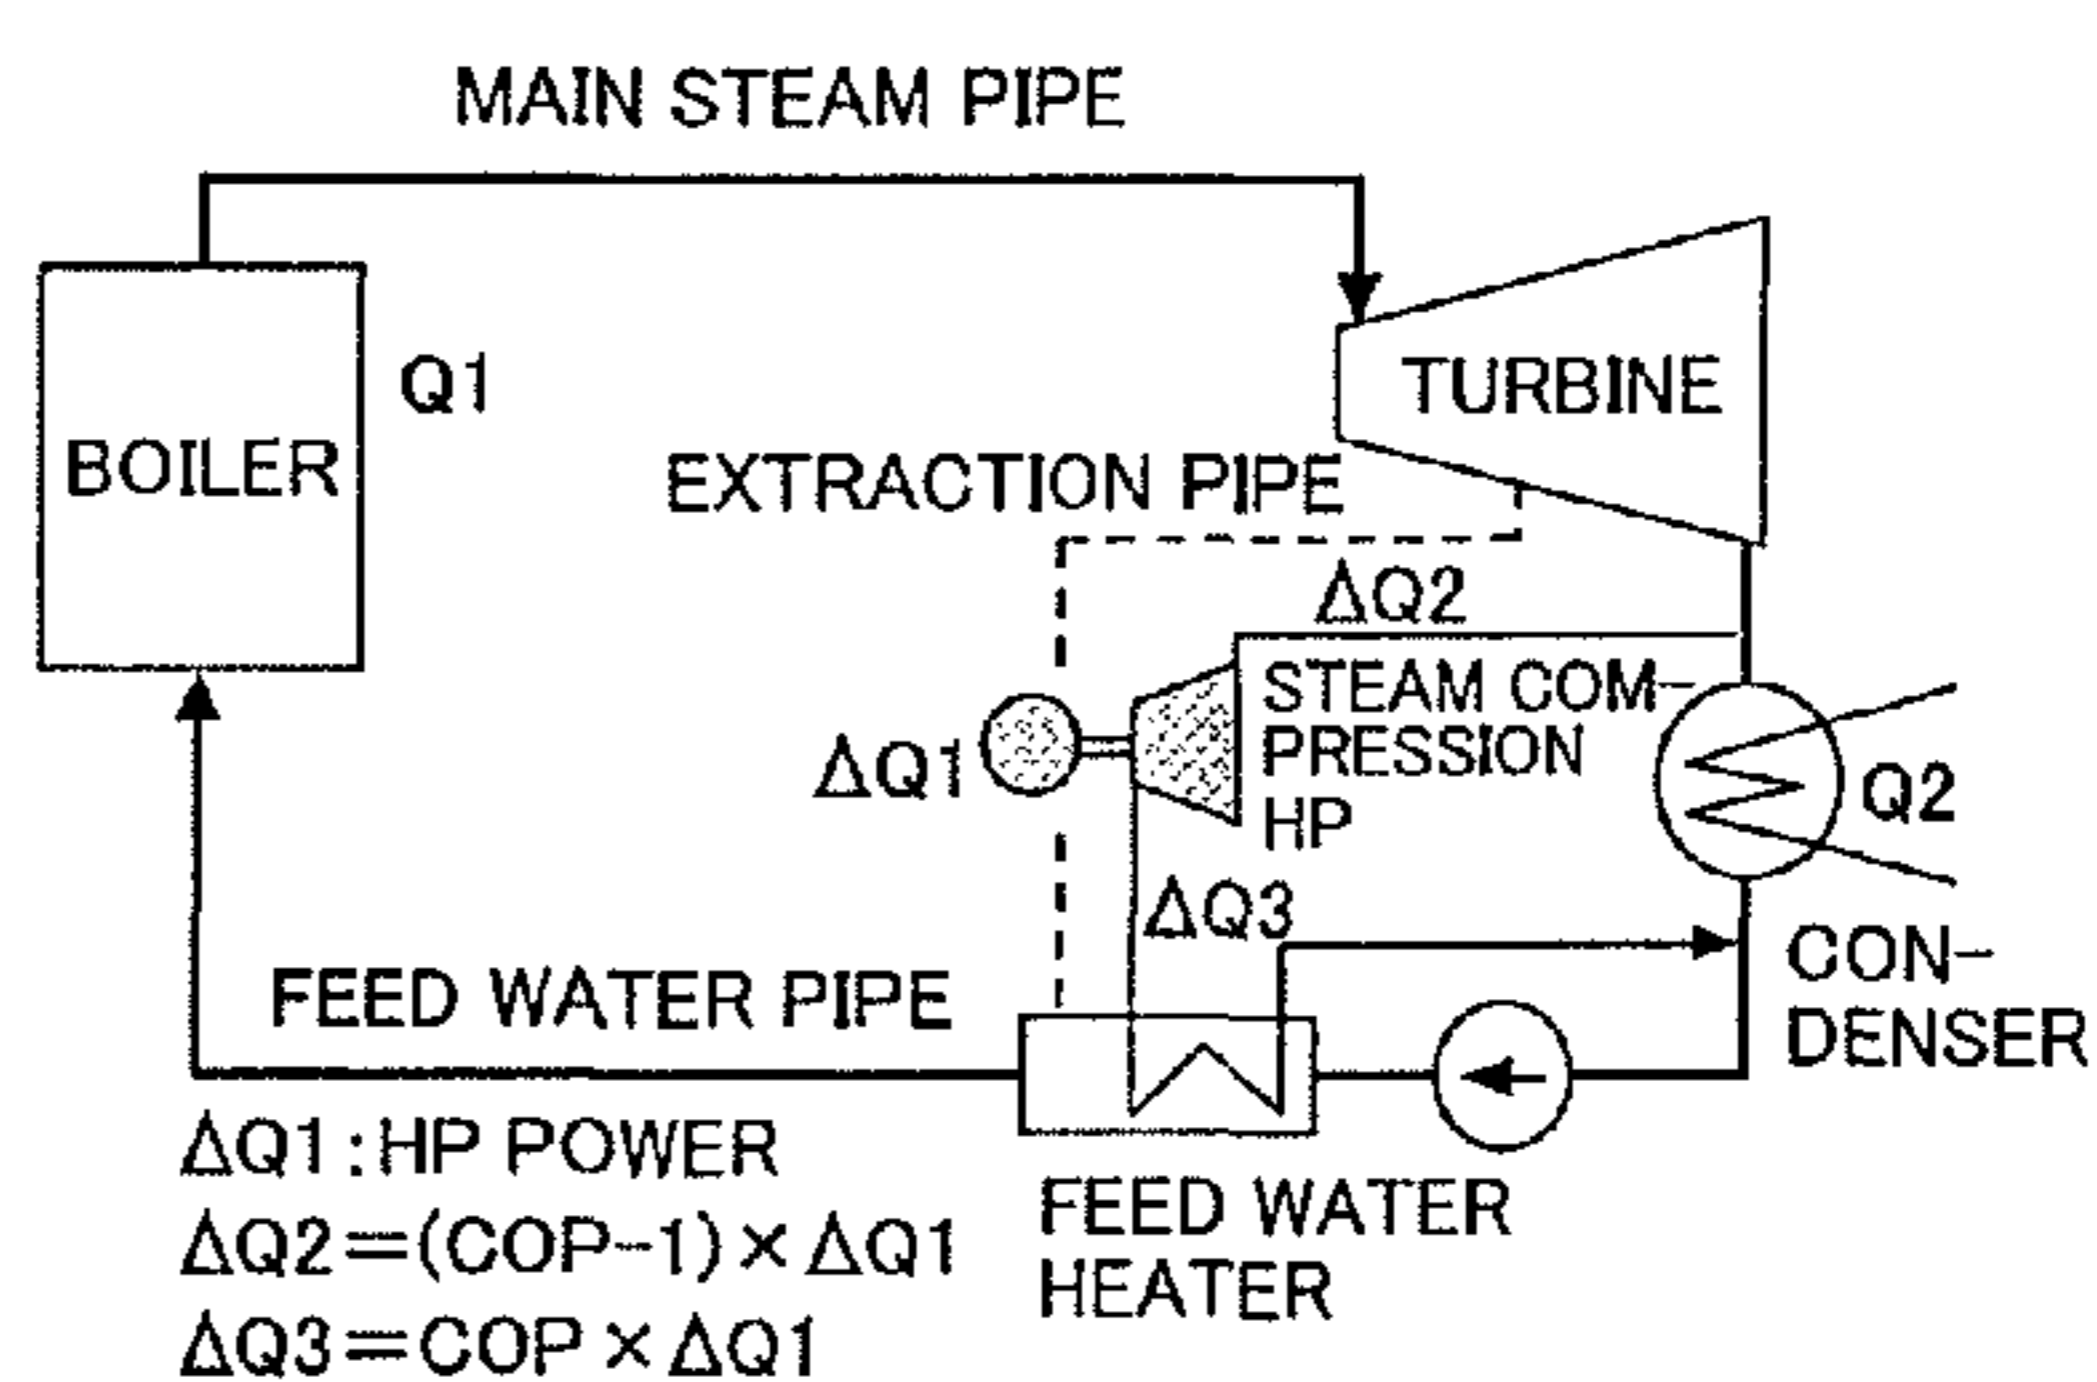 MAIN STEAM PIPE
Q1
BOILER
TURBINE
EXTRACTION PIPE
ΔQ2
STEAM COM-
PRESSION
HP
ΔQ1
Q2
ΔQ3
CON-
DENSER
FEED WATER PIPE
FEED WATER
HEATER
ΔQ1:HP POWER
ΔQ2=(COP-1)×ΔQ1
ΔQ3=COP×ΔQ1